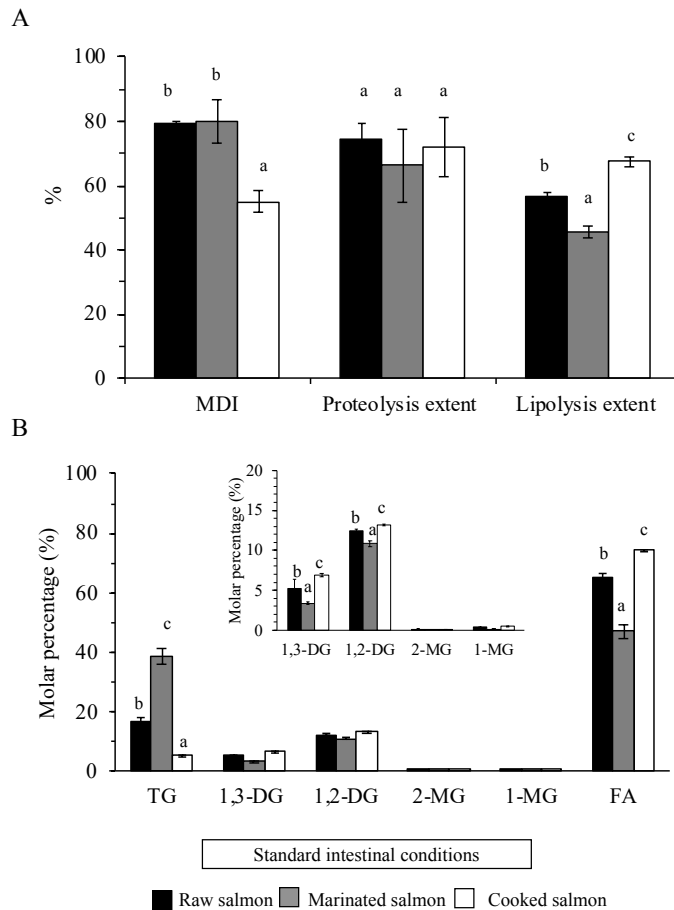 A
100
80
60
40
20
0
%
b b a
a a a
b a c
MDI Proteolysis extent Lipolysis extent
B
100
80
60
40
20
0
Molar percentage (%)
20
15
10
5
0
Molar percentage (%)
b a c
b a c
1,3-DG 1,2-DG 2-MG 1-MG
b c a
b a c
TG 1,3-DG 1,2-DG 2-MG 1-MG FA
Standard intestinal conditions
Raw salmon Marinated salmon Cooked salmon